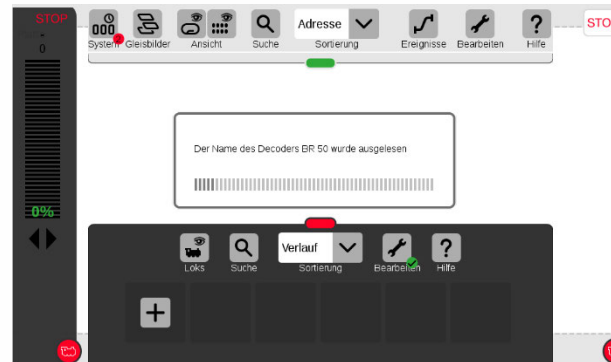 STOP
0
0%
System
Gleisbilder
Ansicht
Suche
Adresse
Sortierung
Ereignisse
Bearbeiten
?
Hilfe
STO
Der Name des Decoders BR 50 wurde ausgelesen
Loks
Suche
Verlauf
Sortierung
Bearbeiten
?
Hilfe